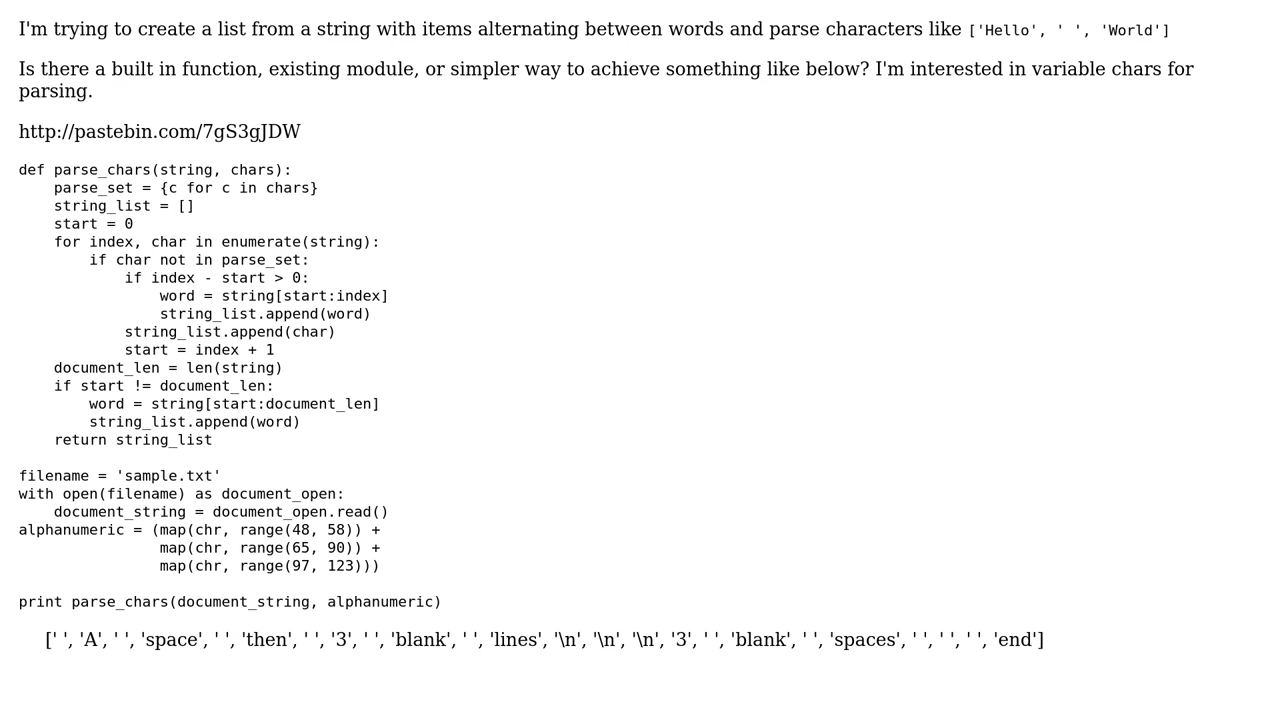 I'm trying to create a list from a string with items alternating between words and parse characters like ['Hello', ' ', 'World']
Is there a built in function, existing module, or simpler way to achieve something like below? I'm interested in variable chars for
parsing.
http://pastebin.com/7gS3gJDW
def parse_chars(string, chars):
    parse_set = {c for c in chars}
    string_list = []
    start = 0
    for index, char in enumerate(string):
        if char not in parse_set:
            if index - start > 0:
                word = string[start:index]
                string_list.append(word)
            string_list.append(char)
            start = index + 1
    document_len = len(string)
    if start != document_len:
        word = string[start:document_len]
        string_list.append(word)
    return string_list
filename = 'sample.txt'
with open(filename) as document_open:
    document_string = document_open.read()
alphanumeric = (map(chr, range(48, 58)) +
                map(chr, range(65, 90)) +
                map(chr, range(97, 123)))
print parse_chars(document_string, alphanumeric)
[' ', 'A', ' ', 'space', ' ', 'then', ' ', '3', ' ', 'blank', ' ', 'lines', '\n', '\n', '\n', '3', ' ', 'blank', ' ', 'spaces', ' ', ' ', ' ', 'end']